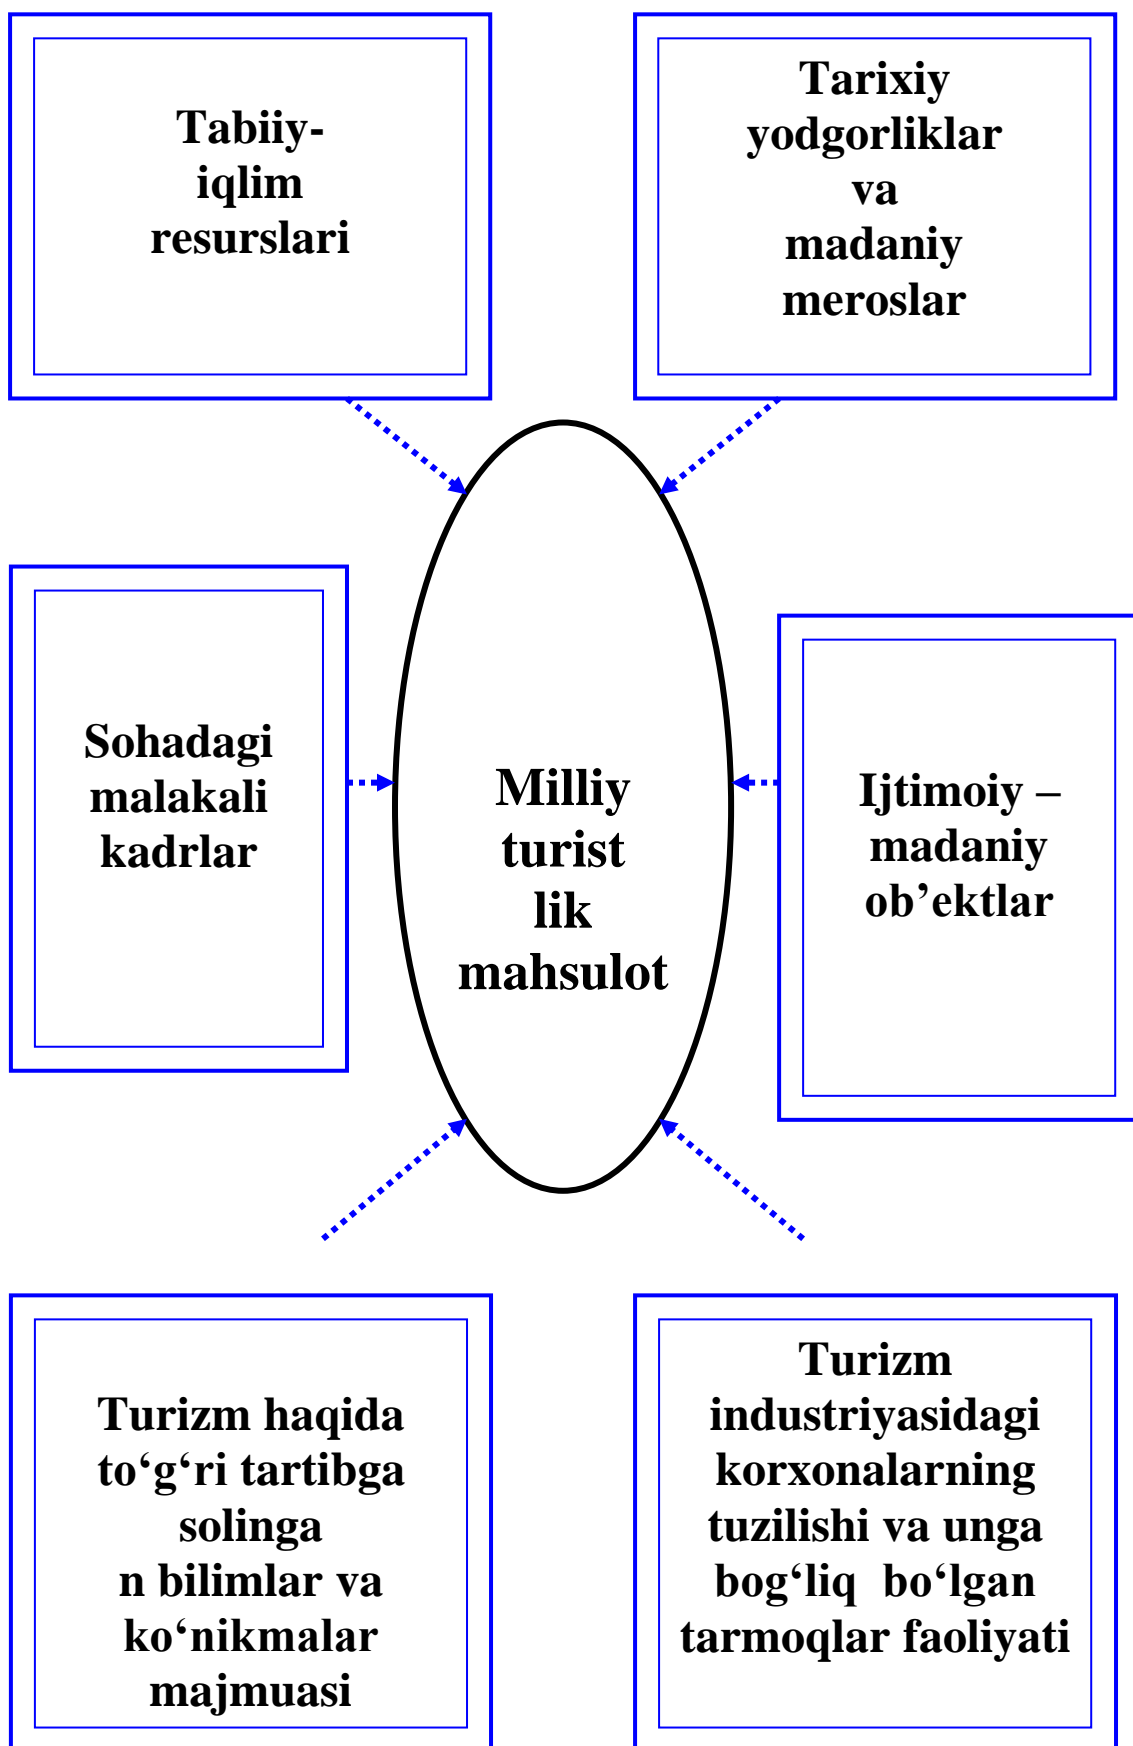 Tabiiy-
iqlim
resurslari
Tarixiy
yodgorliklar
va
madaniy
meroslar
Sohadagi
malakali
kadrlar
Milliy
turist
lik
mahsulot
Ijtimoiy –
madaniy
ob’ektlar
Turizm haqida
to‘g‘ri tartibga
solinga
n bilimlar va
ko‘nikmalar
majmuasi
Turizm
industriyasidagi
korxonalarning
tuzilishi va unga
bog‘liq  bo‘lgan
tarmoqlar faoliyati